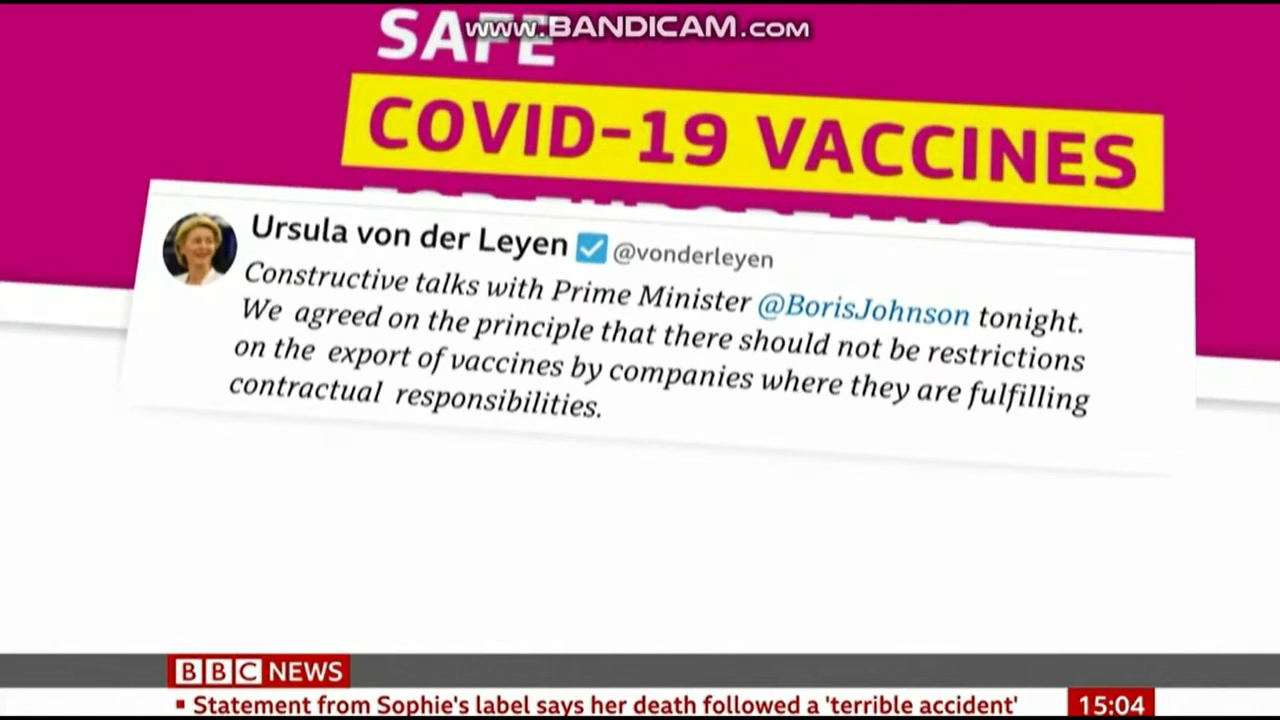 SAFE
www.BANDICAM.com
COVID-19 VACCINES
Ursula von der Leyen @vonderleyen
Constructive talks with Prime Minister @BorisJohnson tonight.
We agreed on the principle that there should not be restrictions
on the export of vaccines by companies where they are fulfilling
contractual responsibilities.
BBC NEWS
Statement from Sophie's label says her death followed a 'terrible accident'
15:04